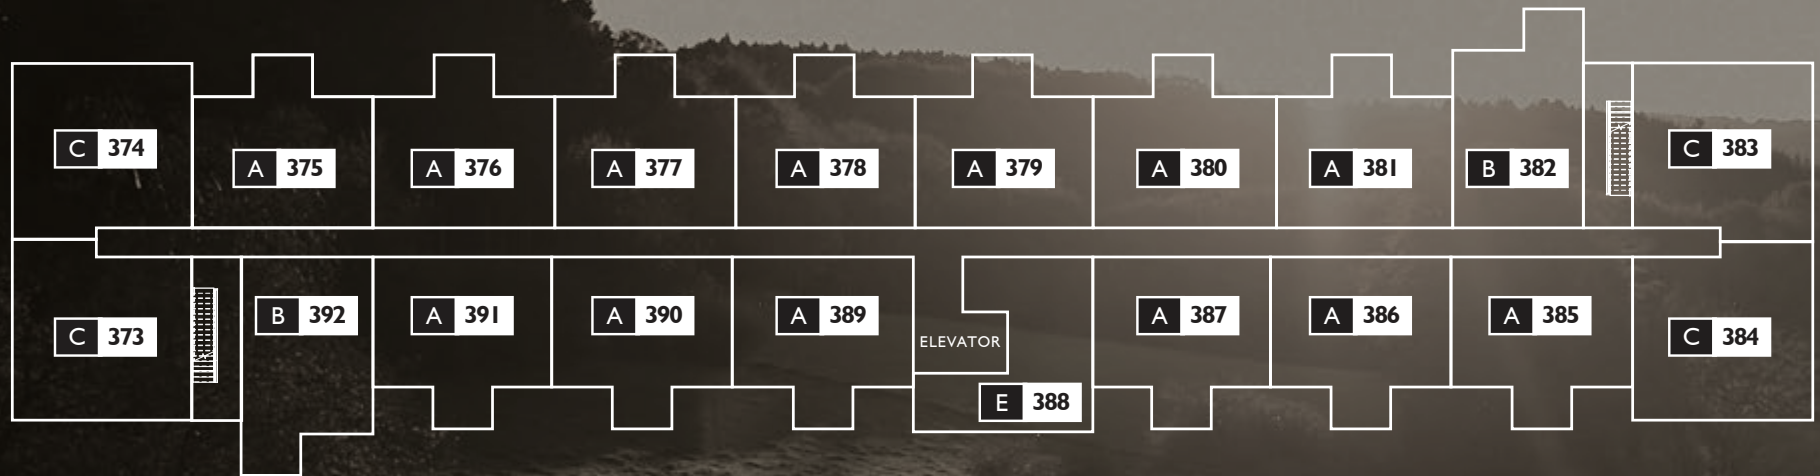 C 374
A 375
A 376
A 377
A 378
A 379
A 380
A 381
B 382
C 383
C 373
B 392
A 391
A 390
A 389
ELEVATOR
E 388
A 387
A 386
A 385
C 384